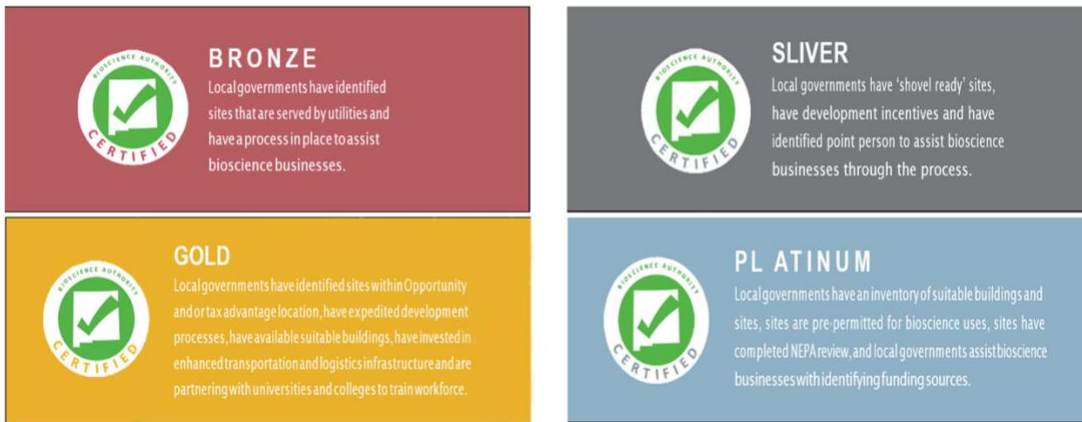 BIOSCIENCE AUTHORITY
CERTIFIED
BRONZE
Local governments have identified
sites that are served by utilities and
have a process in place to assist
bioscience businesses.
BIOSCIENCE AUTHORITY
CERTIFIED
SLIVER
Local governments have ‘shovel ready’ sites,
have development incentives and have
identified point person to assist bioscience
businesses through the process.
BIOSCIENCE AUTHORITY
CERTIFIED
GOLD
Local governments have identified sites within Opportunity
and or tax advantage location, have expedited development
processes, have available suitable buildings, have invested in
enhanced transportation and logistics infrastructure and are
partnering with universities and colleges to train workforce.
BIOSCIENCE AUTHORITY
CERTIFIED
PLATINUM
Local governments have an inventory of suitable buildings and
sites, sites are pre-permitted for bioscience uses, sites have
completed NEPA review, and local governments assist bioscience
businesses with identifying funding sources.